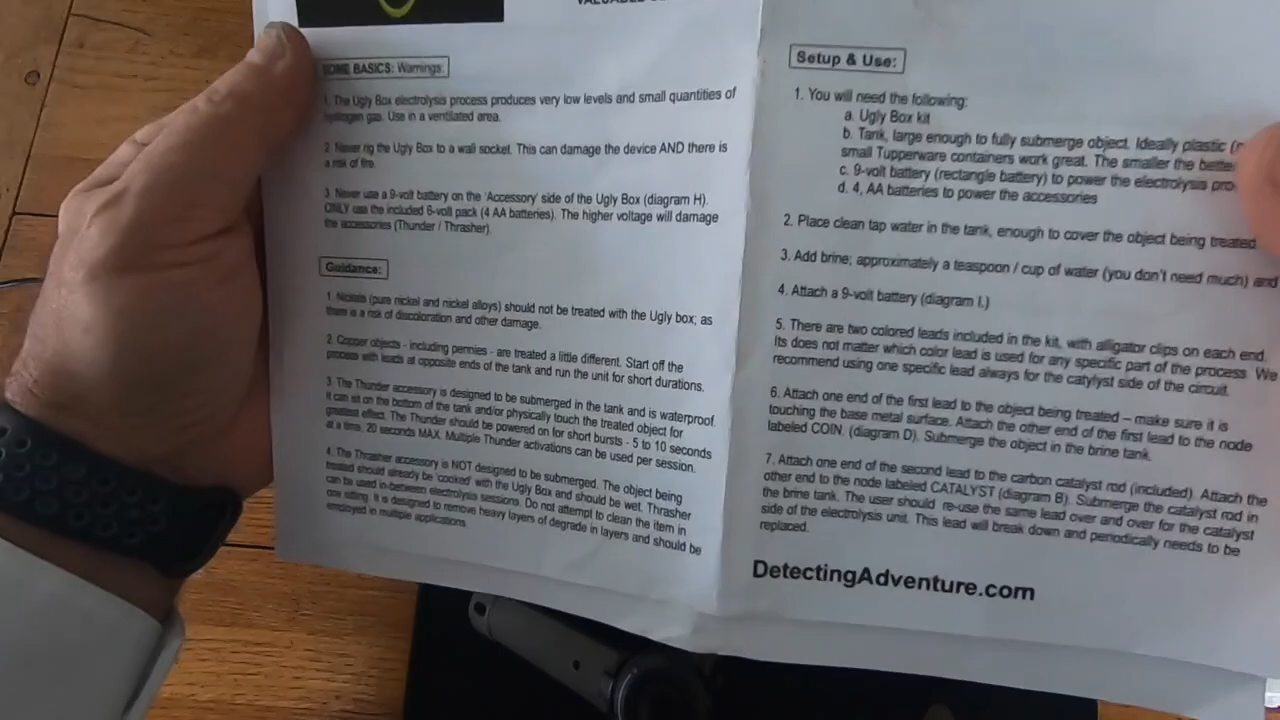 SOME BASICS: Warnings:
1. The Ugly Box electrolysis process produces very low levels and small quantities of
hydrogen gas. Use in a ventilated area.
2. Never rig the Ugly Box to a wall socket. This can damage the device AND there is
a risk of fire.
3. Never use a 9-volt battery on the 'Accessory' side of the Ugly Box (diagram H).
ONLY use the included 6-volt pack (4 AA batteries). The higher voltage will damage
the accessories (Thunder / Thrasher).
Guidance:
1. Nickels (pure nickel and nickel alloys) should not be treated with the Ugly box; as
there is a risk of discoloration and other damage.
2. Copper objects - including pennies - are treated a little different. Start off the
process with leads at opposite ends of the tank and run the unit for short durations.
3. The Thunder accessory is designed to be submerged in the tank and is waterproof.
It can sit on the bottom of the tank and/or physically touch the treated object for
greatest effect. The Thunder should be powered on for short bursts - 5 to 10 seconds
at a time. 20 seconds MAX. Multiple Thunder activations can be used per session.
4. The Thrasher accessory is NOT designed to be submerged. The object being
treated should already be 'cooked' with the Ugly Box and should be wet. Thrasher
can be used in-between electrolysis sessions. Do not attempt to clean the item in
one sitting. It is designed to remove heavy layers of degrade in layers and should be
employed in multiple applications.
Setup & Use:
1. You will need the following:
a. Ugly Box kit
b. Tank, large enough to fully submerge object. Ideally plastic
small Tupperware containers work great. The smaller the better
c. 9-volt battery (rectangle battery) to power the electrolysis pro
d. 4, AA batteries to power the accessories
2. Place clean tap water in the tank, enough to cover the object being treated
3. Add brine; approximately a teaspoon / cup of water (you don't need much) and
4. Attach a 9-volt battery (diagram I.)
5. There are two colored leads included in the kit, with alligator clips on each end.
Its does not matter which color lead is used for any specific part of the process. We
recommend using one specific lead always for the catylyst side of the circuit.
6. Attach one end of the first lead to the object being treated – make sure it is
touching the base metal surface. Attach the other end of the first lead to the node
labeled COIN. (diagram D). Submerge the object in the brine tank.
7. Attach one end of the second lead to the carbon catalyst rod (included). Attach the
other end to the node labeled CATALYST (diagram B). Submerge the catalyst rod in
the brine tank. The user should re-use the same lead over and over for the catalyst
side of the electrolysis unit. This lead will break down and periodically needs to be
replaced.
DetectingAdventure.com